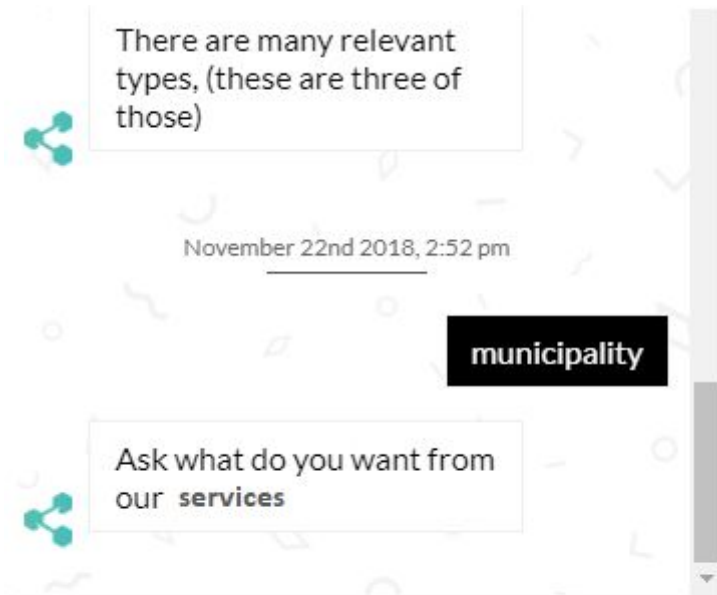 There are many relevant
types, (these are three of
those)
November 22nd 2018, 2:52 pm
municipality
Ask what do you want from
our services